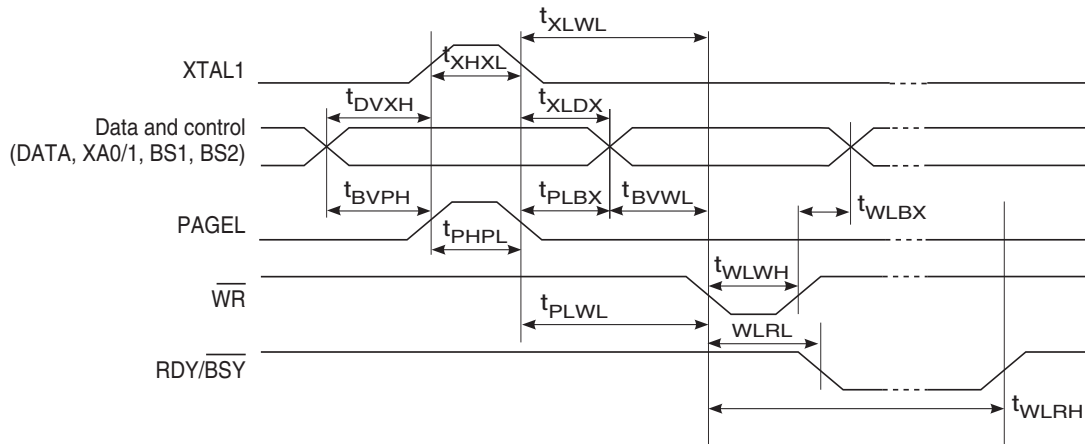 tXLWL
XTAL1
tXHXL
tDVXH
tXLDX
Data and control
(DATA, XA0/1, BS1, BS2)
tBVPH
tPLBX
tBVWL
tWLBX
PAGEL
tPHPL
tWLWH
WR
tPLWL
WLRL
RDY/BSY
tWLRH